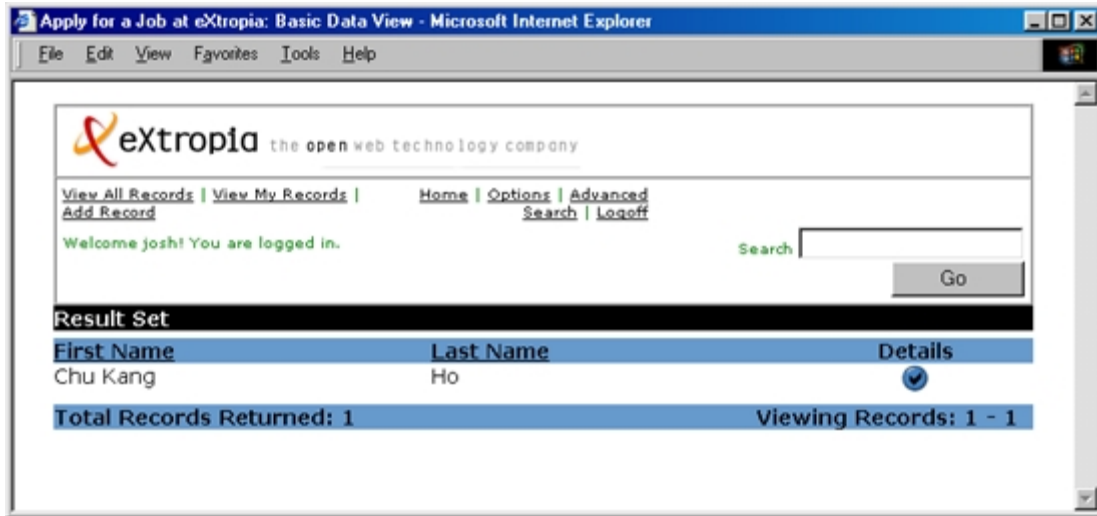 Apply for a Job at eXtropia: Basic Data View - Microsoft Internet Explorer
File Edit View Favorites Tools Help
eXtropia the open web technology company
View All Records | View My Records | Home | Options | Advanced
Add Record Search | Logoff
Welcome josh! You are logged in.
Search
Go
Result Set
First Name Last Name Details
Chu Kang Ho
Total Records Returned: 1 Viewing Records: 1 - 1